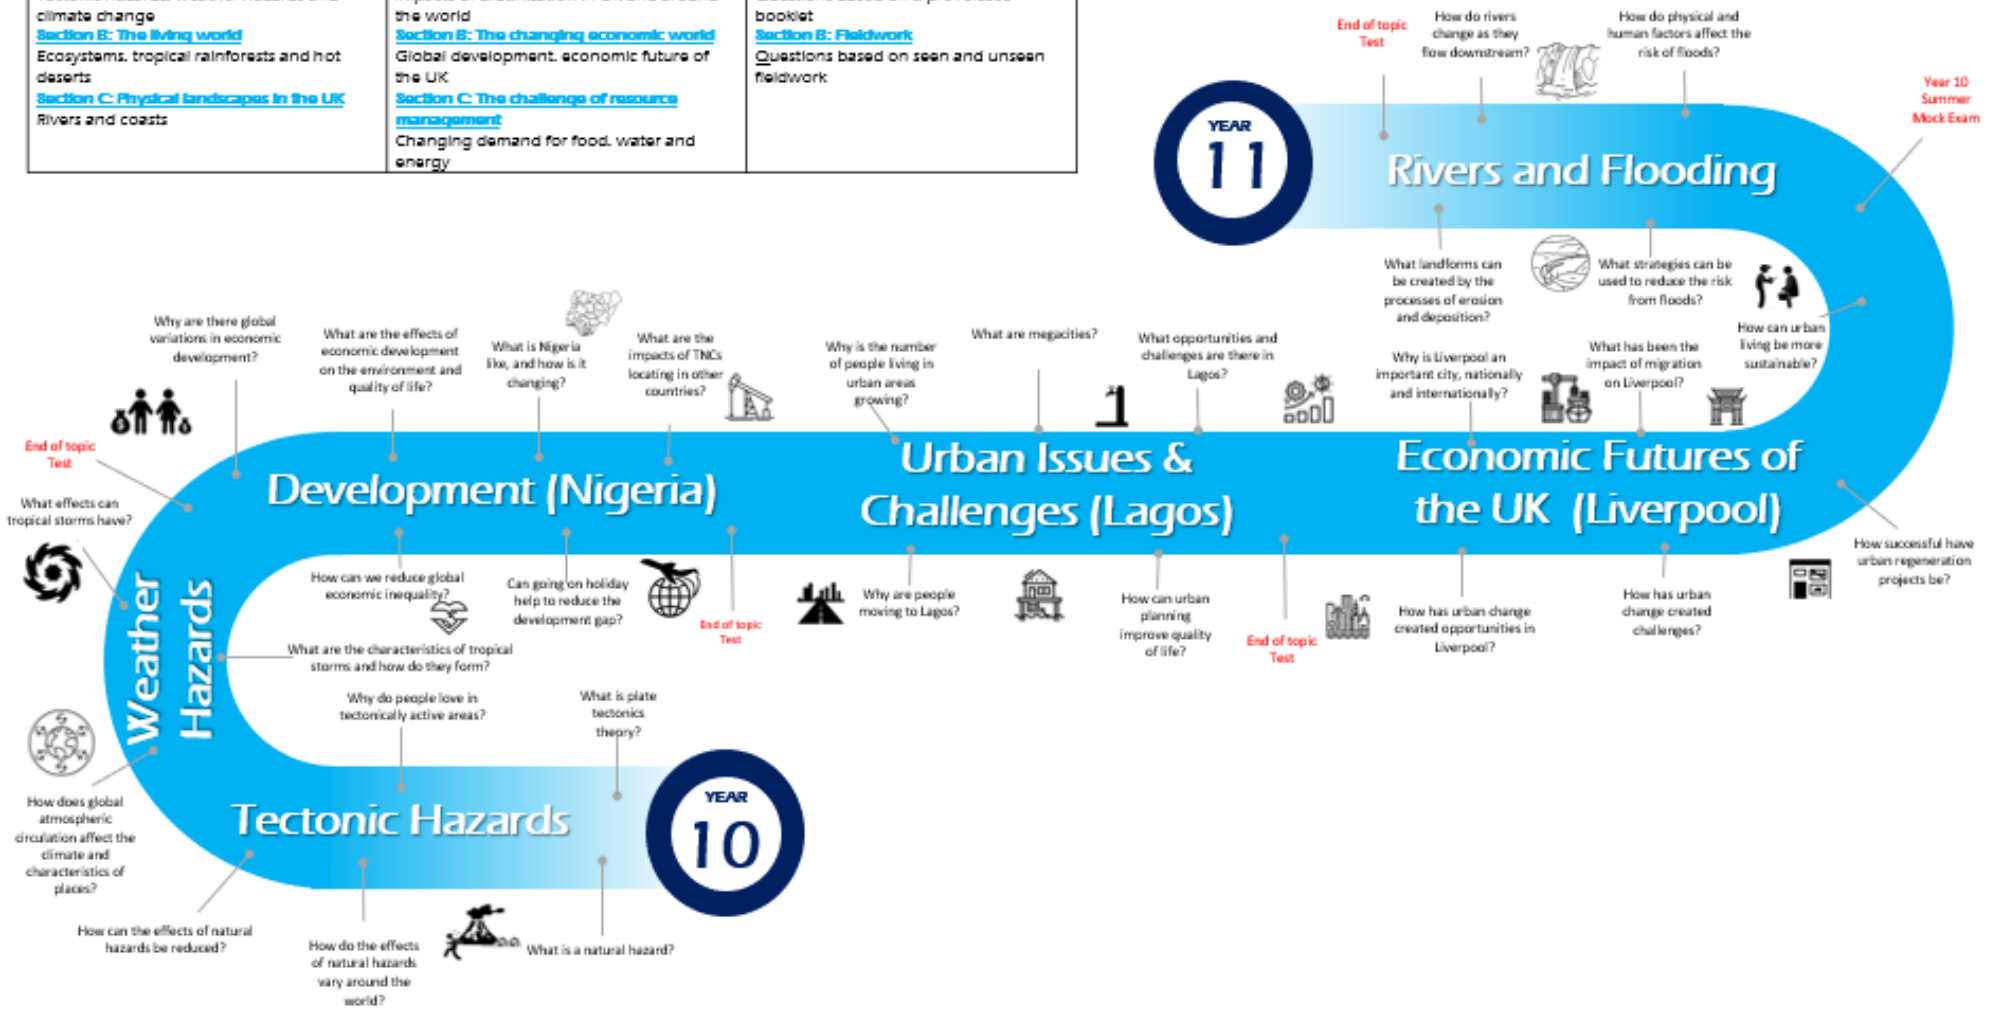 climate change
Section B: The living world
Ecosystems. tropical rainforests and hot
deserts
Section C: Physical landscapes in the UK
Rivers and coasts
the world
Section B: The changing economic world
Global development. economic future of
the UK
Section C: The challenge of resource
management
Changing demand for food. water and
energy
booklet
Section B: Fieldwork
Questions based on seen and unseen
fieldwork
End of topic
Test
How do rivers
change as they
flow downstream?
How do physical and
human factors affect the
risk of floods?
Year 10
Summer
Mock Exam
YEAR
11
Rivers and Flooding
What landforms can
be created by the
processes of erosion
and deposition?
What strategies can be
used to reduce the risk
from floods?
How can urban
living be more
sustainable?
Why are there global
variations in economic
development?
What are the effects of
economic development
on the environment and
quality of life?
What is Nigeria
like, and how is it
changing?
What are the
impacts of TNCs
locating in other
countries?
Why is the number
of people living in
urban areas
growing?
What are megacities?
What opportunities and
challenges are there in
Lagos?
Why is Liverpool an
important city, nationally
and internationally?
What has been the
impact of migration
on Liverpool?
End of topic
Test
What effects can
tropical storms have?
Development (Nigeria)
Urban Issues &
Challenges (Lagos)
Economic Futures of
the UK (Liverpool)
How successful have
urban regeneration
projects be?
How can we reduce global
economic inequality?
Can going on holiday
help to reduce the
development gap?
End of topic
Test
Why are people
moving to Lagos?
How can urban
planning
improve quality
of life?
End of topic
Test
How has urban change
created opportunities in
Liverpool?
How has urban
change created
challenges?
Weather
Hazards
What are the characteristics of tropical
storms and how do they form?
Why do people love in
tectonically active areas?
What is plate
tectonics
theory?
How does global
atmospheric
circulation affect the
climate and
characteristics of
places?
Tectonic Hazards
YEAR
10
How can the effects of natural
hazards be reduced?
How do the effects
of natural hazards
vary around the
world?
What is a natural hazard?